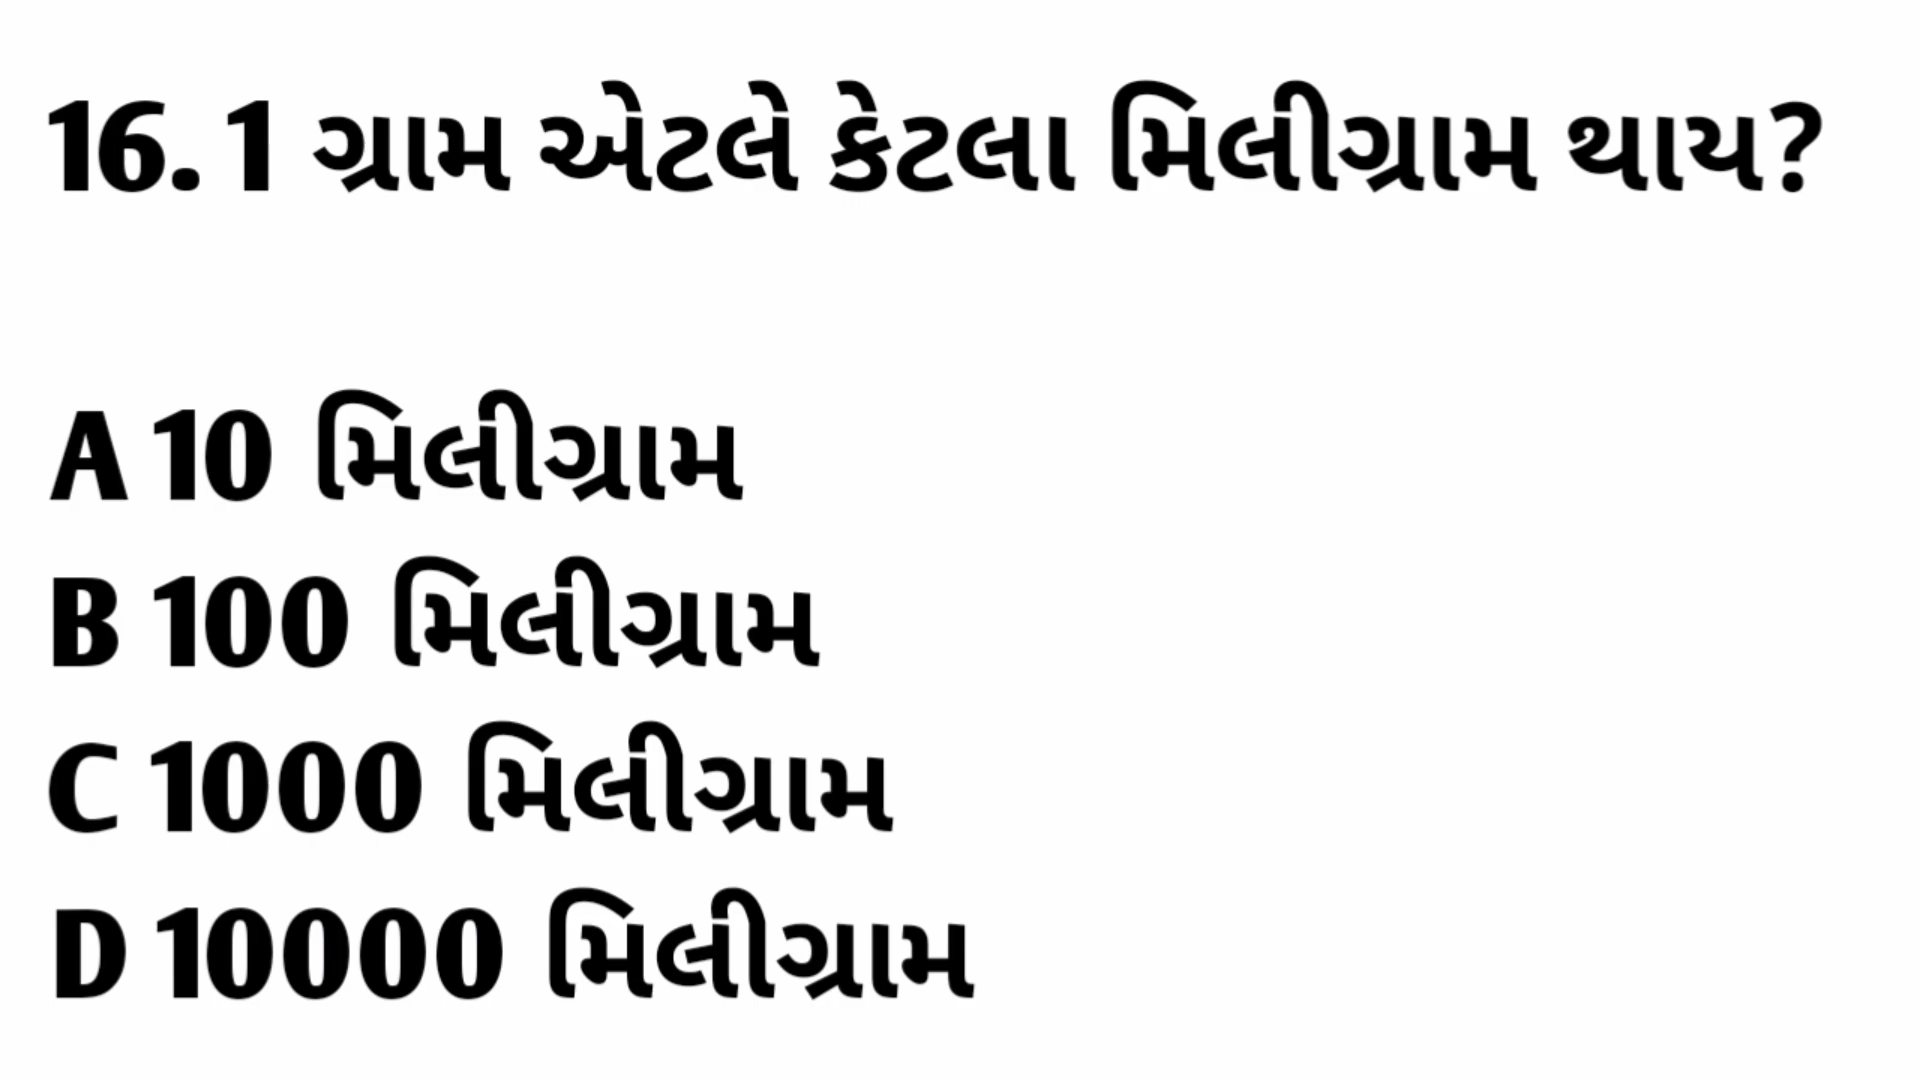 16. 1 ગ્રામ એટલે કેટલા મિલીગ્રામ થાય?
A 10 મિલીગ્રામ
B 100 મિલીગ્રામ
C 1000 મિલીગ્રામ
D 10000 મિલીગ્રામ